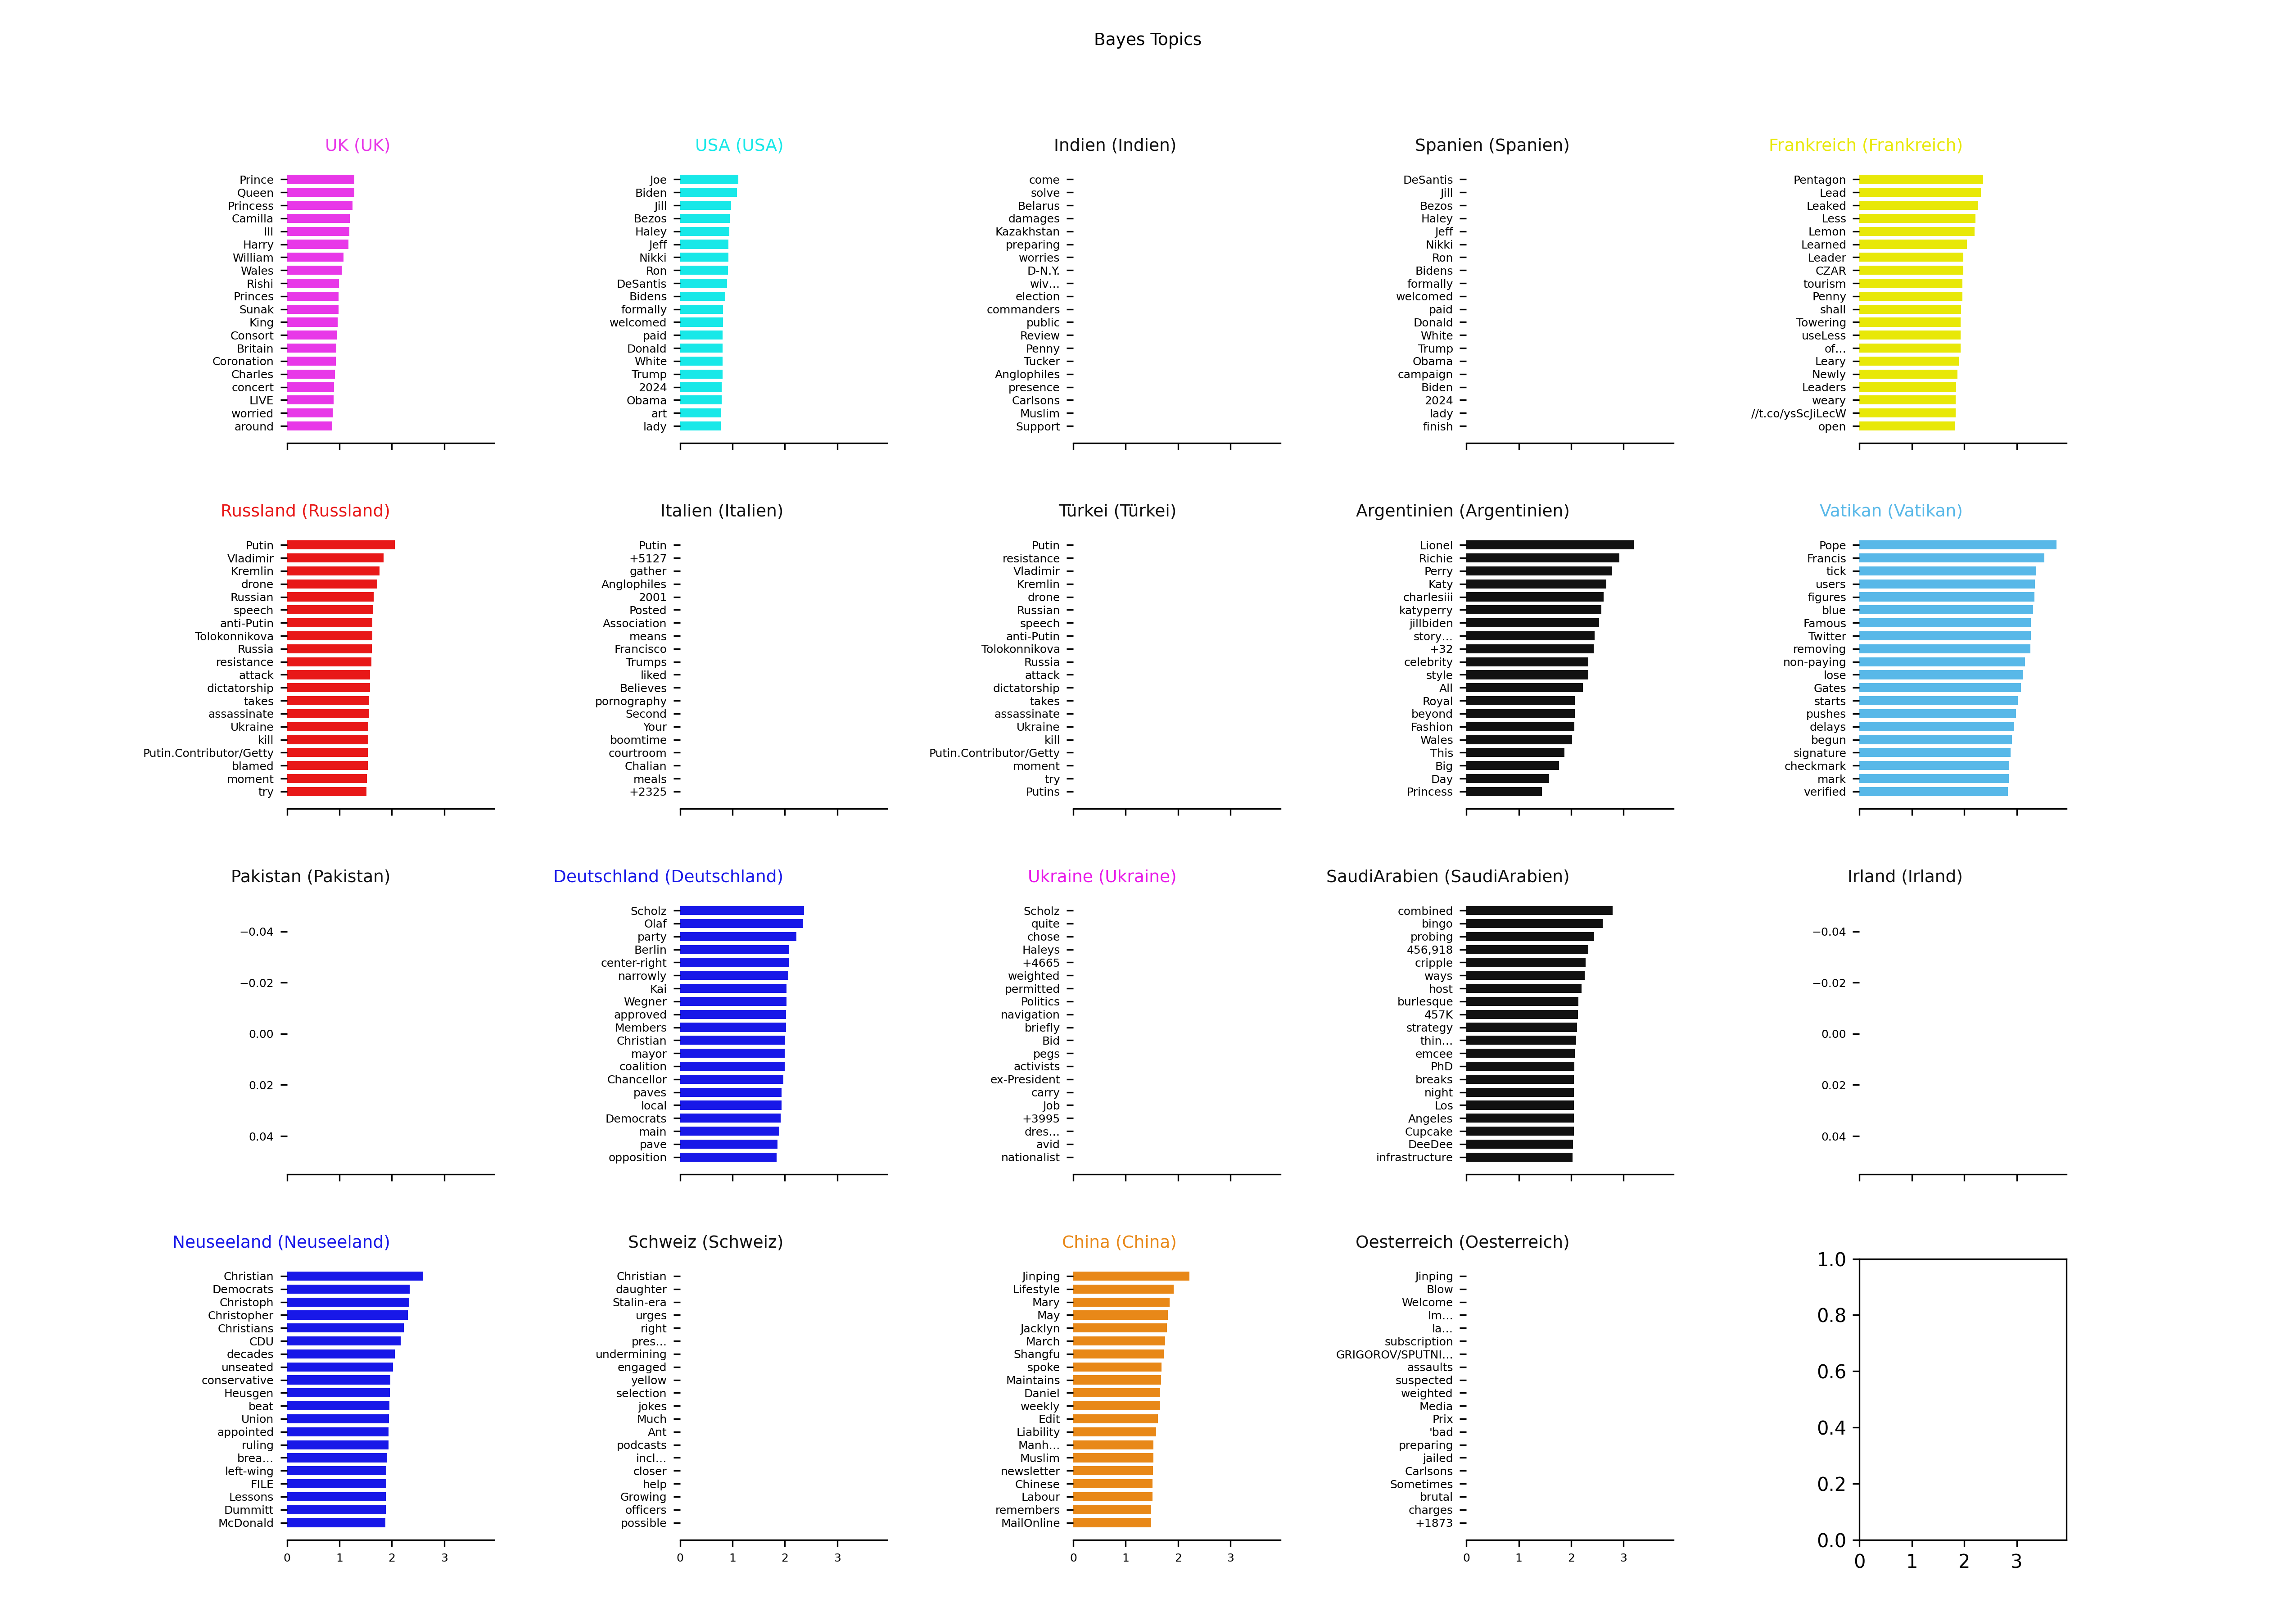 Bayes Topics
UK (UK)
Prince
Queen
Princess
Camilla
III
Harry
William
Wales
Rishi
Princes
Sunak
King
Consort
Britain
Coronation
Charles
concert
LIVE
worried
around
USA (USA)
Joe
Biden
Jill
Bezos
Haley
Jeff
Nikki
Ron
DeSantis
Bidens
formally
welcomed
paid
Donald
White
Trump
2024
Obama
art
lady
Indien (Indien)
come
solve
Belarus
damages
Kazakhstan
preparing
worries
D-N.Y.
wiv…
election
commanders
public
Review
Penny
Tucker
Anglophiles
presence
Carlsons
Muslim
Support
Spanien (Spanien)
DeSantis
Jill
Bezos
Haley
Jeff
Nikki
Ron
Bidens
formally
welcomed
paid
Donald
White
Trump
Obama
campaign
Biden
2024
lady
finish
Frankreich (Frankreich)
Pentagon
Lead
Leaked
Less
Lemon
Learned
Leader
CZAR
tourism
Penny
shall
Towering
useLess
of…
Leary
Newly
Leaders
weary
//t.co/ysScJiLecW
open
Russland (Russland)
Putin
Vladimir
Kremlin
drone
Russian
speech
anti-Putin
Tolokonnikova
Russia
resistance
attack
dictatorship
takes
assassinate
Ukraine
kill
Putin.Contributor/Getty
blamed
moment
try
Italien (Italien)
Putin
+5127
gather
Anglophiles
2001
Posted
Association
means
Francisco
Trumps
liked
Believes
pornography
Second
Your
boomtime
courtroom
Chalian
meals
+2325
Türkei (Türkei)
Putin
resistance
Vladimir
Kremlin
drone
Russian
speech
anti-Putin
Tolokonnikova
Russia
attack
dictatorship
takes
assassinate
Ukraine
kill
Putin.Contributor/Getty
moment
try
Putins
Argentinien (Argentinien)
Lionel
Richie
Perry
Katy
charlesiii
katyperry
jillbiden
story…
+32
celebrity
style
All
Royal
beyond
Fashion
Wales
This
Big
Day
Princess
Vatikan (Vatikan)
Pope
Francis
tick
users
figures
blue
Famous
Twitter
removing
non-paying
lose
Gates
starts
pushes
delays
begun
signature
checkmark
mark
verified
Pakistan (Pakistan)
−0.04
−0.02
0.00
0.02
0.04
Deutschland (Deutschland)
Scholz
Olaf
party
Berlin
center-right
narrowly
Kai
Wegner
approved
Members
Christian
mayor
coalition
Chancellor
paves
local
Democrats
main
pave
opposition
Ukraine (Ukraine)
Scholz
quite
chose
Haleys
+4665
weighted
permitted
Politics
navigation
briefly
Bid
pegs
activists
ex-President
carry
Job
+3995
dres…
avid
nationalist
SaudiArabien (SaudiArabien)
combined
bingo
probing
456,918
cripple
ways
host
burlesque
457K
strategy
thin…
emcee
PhD
breaks
night
Los
Angeles
Cupcake
DeeDee
infrastructure
Irland (Irland)
−0.04
−0.02
0.00
0.02
0.04
Neuseeland (Neuseeland)
Christian
Democrats
Christoph
Christopher
Christians
CDU
decades
unseated
conservative
Heusgen
beat
Union
appointed
ruling
brea…
left-wing
FILE
Lessons
Dummitt
McDonald
0 1 2 3
Schweiz (Schweiz)
Christian
daughter
Stalin-era
urges
right
pres…
undermining
engaged
yellow
selection
jokes
Much
Ant
podcasts
incl…
closer
help
Growing
officers
possible
0 1 2 3
China (China)
Jinping
Lifestyle
Mary
May
Jacklyn
March
Shangfu
spoke
Maintains
Daniel
weekly
Edit
Liability
Manh…
Muslim
newsletter
Chinese
Labour
remembers
MailOnline
0 1 2 3
Oesterreich (Oesterreich)
Jinping
Blow
Welcome
Im…
la…
subscription
GRIGOROV/SPUTNI…
assaults
suspected
weighted
Media
Prix
'bad
preparing
jailed
Carlsons
Sometimes
brutal
charges
+1873
0 1 2 3
1.0
0.8
0.6
0.4
0.2
0.0
0 1 2 3